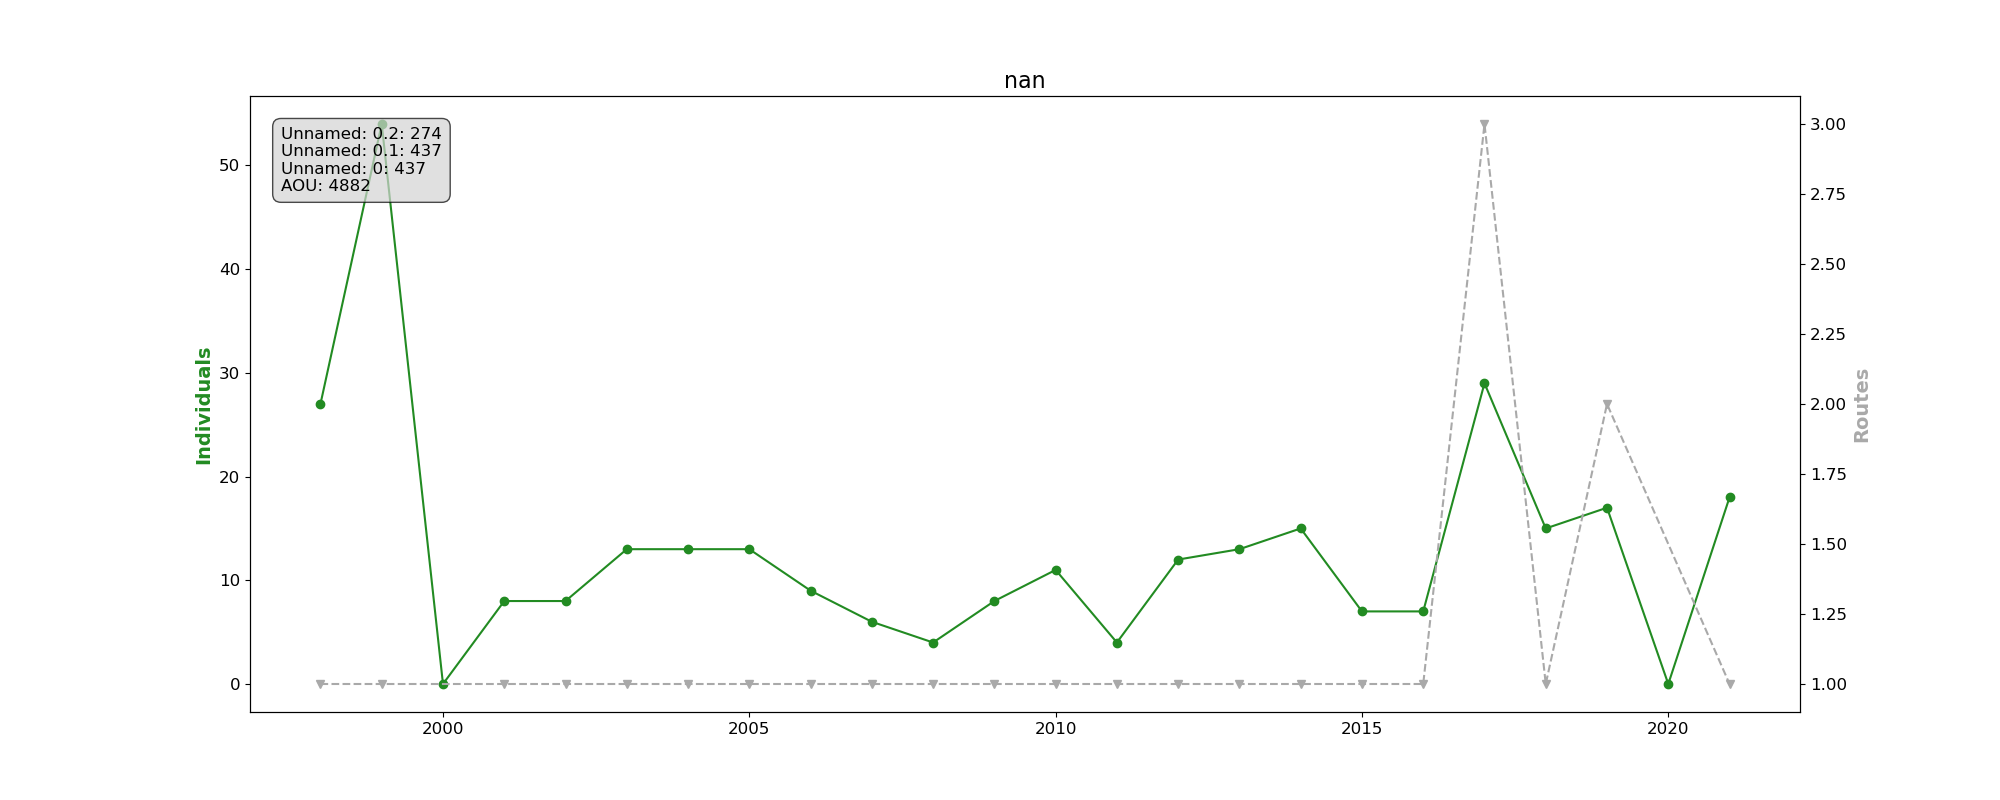 nan
Unnamed: 0.2: 274
Unnamed: 0.1: 437
Unnamed: 0: 437
AOU: 4882
Individuals
50
40
30
20
10
0
3.00
2.75
2.50
2.25
2.00
1.75
1.50
1.25
1.00
Routes
2000 2005 2010 2015 2020